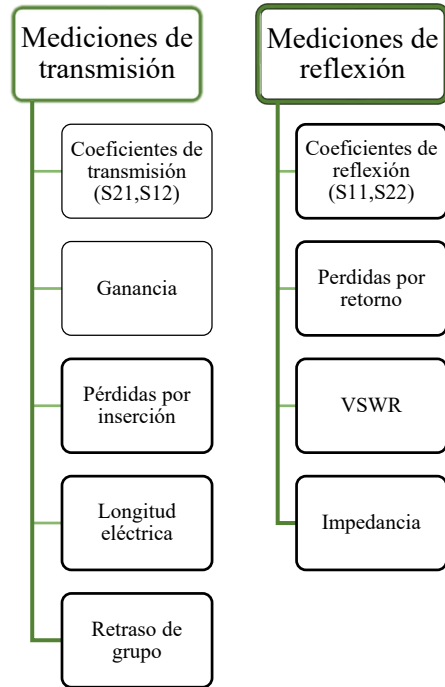 Mediciones de
transmisión
Coeficientes de
transmisión
(S21,S12)
Ganancia
Pérdidas por
inserción
Longitud
eléctrica
Retraso de
grupo
Mediciones de
reflexión
Coeficientes de
reflexión
(S11,S22)
Perdidas por
retorno
VSWR
Impedancia